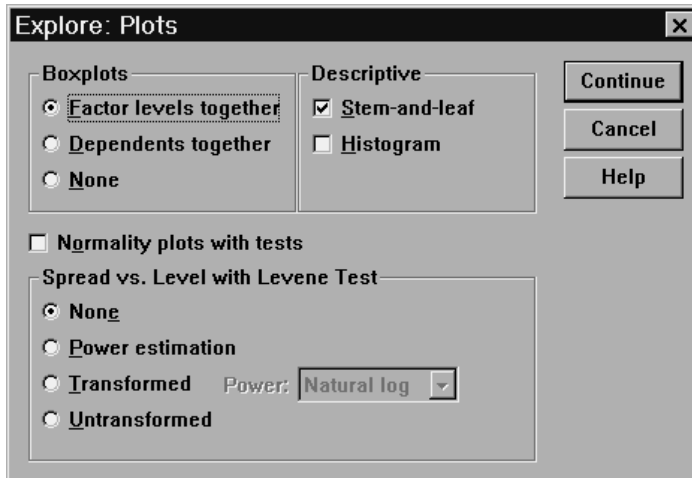 Explore: Plots
Boxplots
Factor levels together
Dependents together
None
Descriptive
Stem-and-leaf
Histogram
Continue
Cancel
Help
Normality plots with tests
Spread vs. Level with Levene Test
None
Power estimation
Transformed Power: Natural log
Untransformed